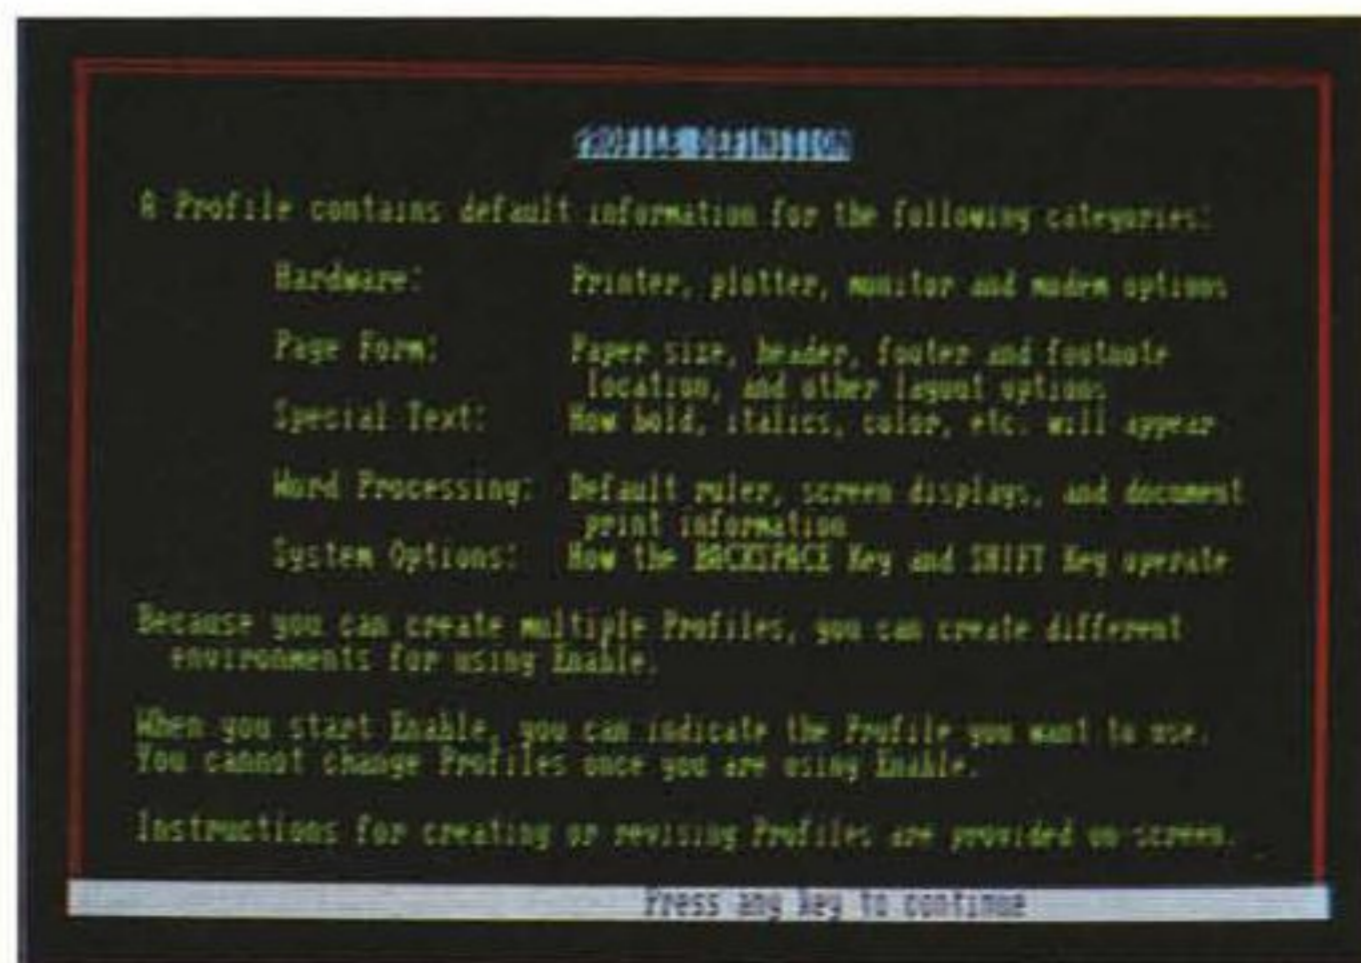 PROFILE DEFINITION
A Profile contains default information for the following categories:
Hardware: Printer, plotter, monitor and modem options
Page Form: Paper size, header, footer and footnote
location, and other layout options
Special Text: How bold, italics, color, etc. will appear
Word Processing: Default ruler, screen displays, and document
print information
System Options: How the BACKSPACE Key and SHIFT Key operate
Because you can create multiple Profiles, you can create different
environments for using Enable.
When you start Enable, you can indicate the Profile you want to use.
You cannot change Profiles once you are using Enable.
Instructions for creating or revising Profiles are provided on-screen.
Press any key to continue